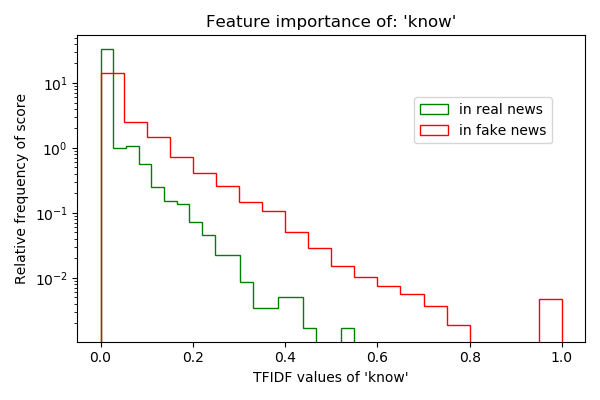 Feature importance of: 'know'
Relative frequency of score
10¹
10⁰
10⁻¹
10⁻²
in real news
in fake news
0.0 0.2 0.4 0.6 0.8 1.0
TFIDF values of 'know'